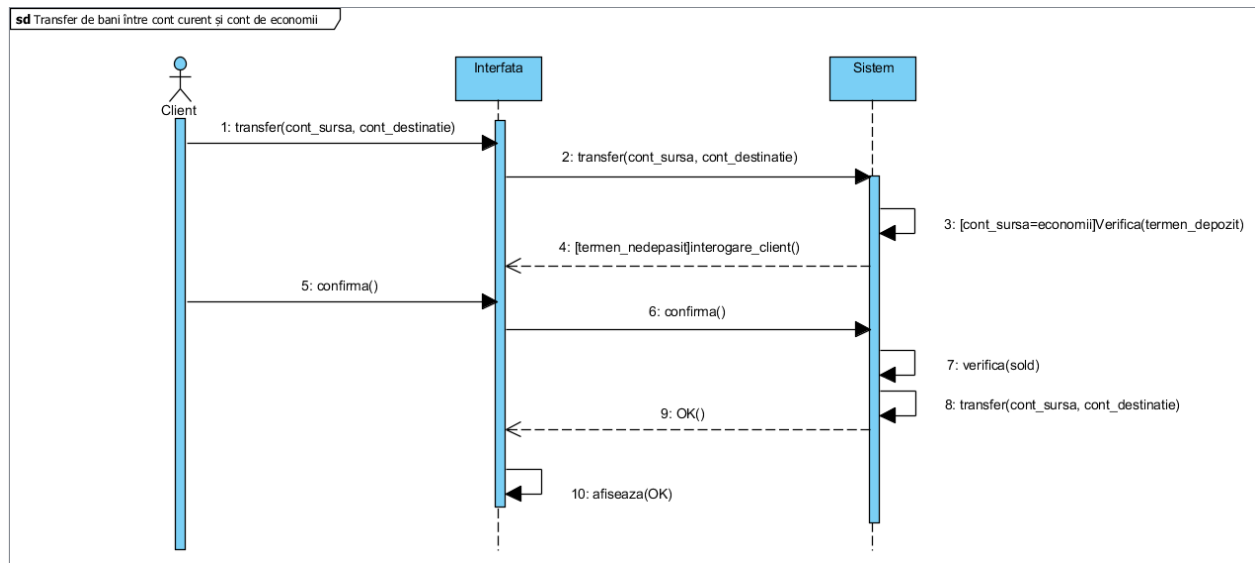 sd Transfer de bani între cont curent și cont de economii
Client
Interfata
Sistem
1: transfer(cont_sursa, cont_destinatie)
2: transfer(cont_sursa, cont_destinatie)
3: [cont_sursa=economii]Verifica(termen_depozit)
4: [termen_nedepasit]interogare_client()
5: confirma()
6: confirma()
7: verifica(sold)
8: transfer(cont_sursa, cont_destinatie)
9: OK()
10: afiseaza(OK)